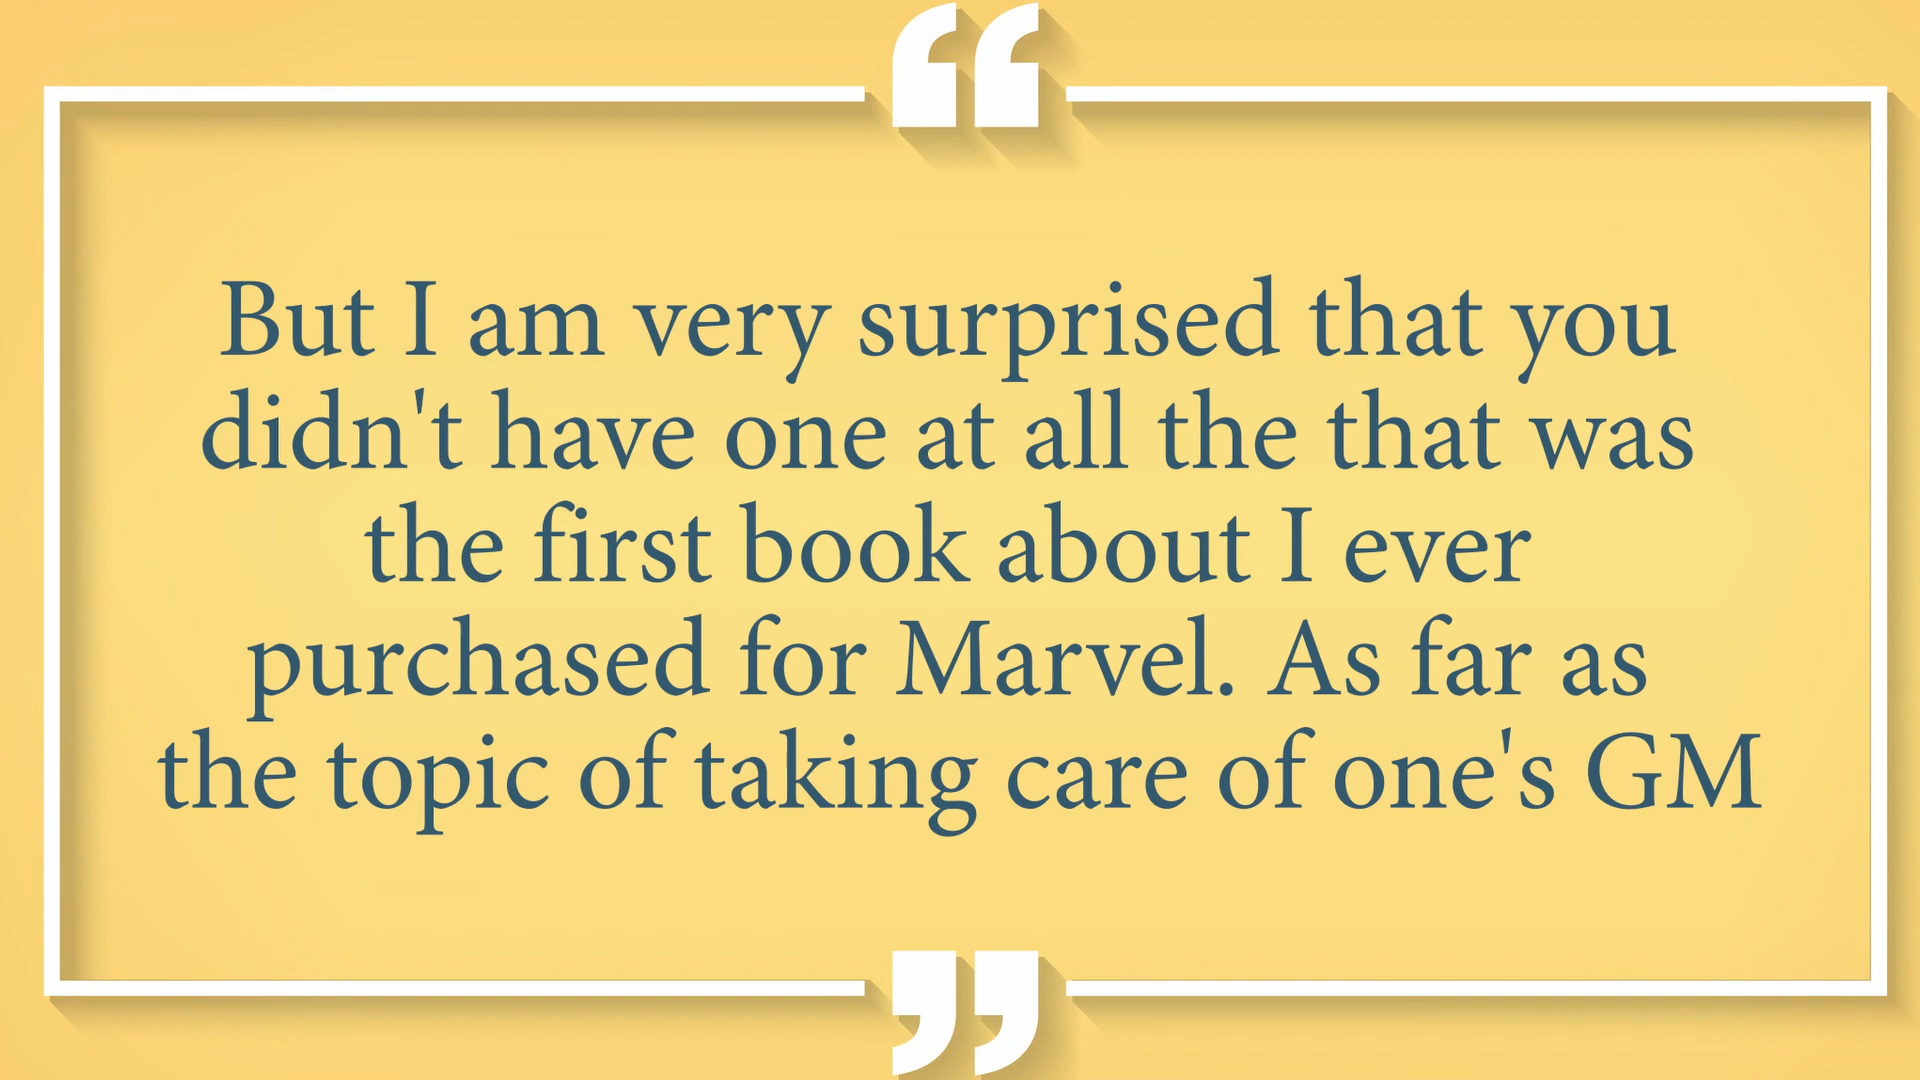 But I am very surprised that you
didn't have one at all the that was
the first book about I ever
purchased for Marvel. As far as
the topic of taking care of one's GM